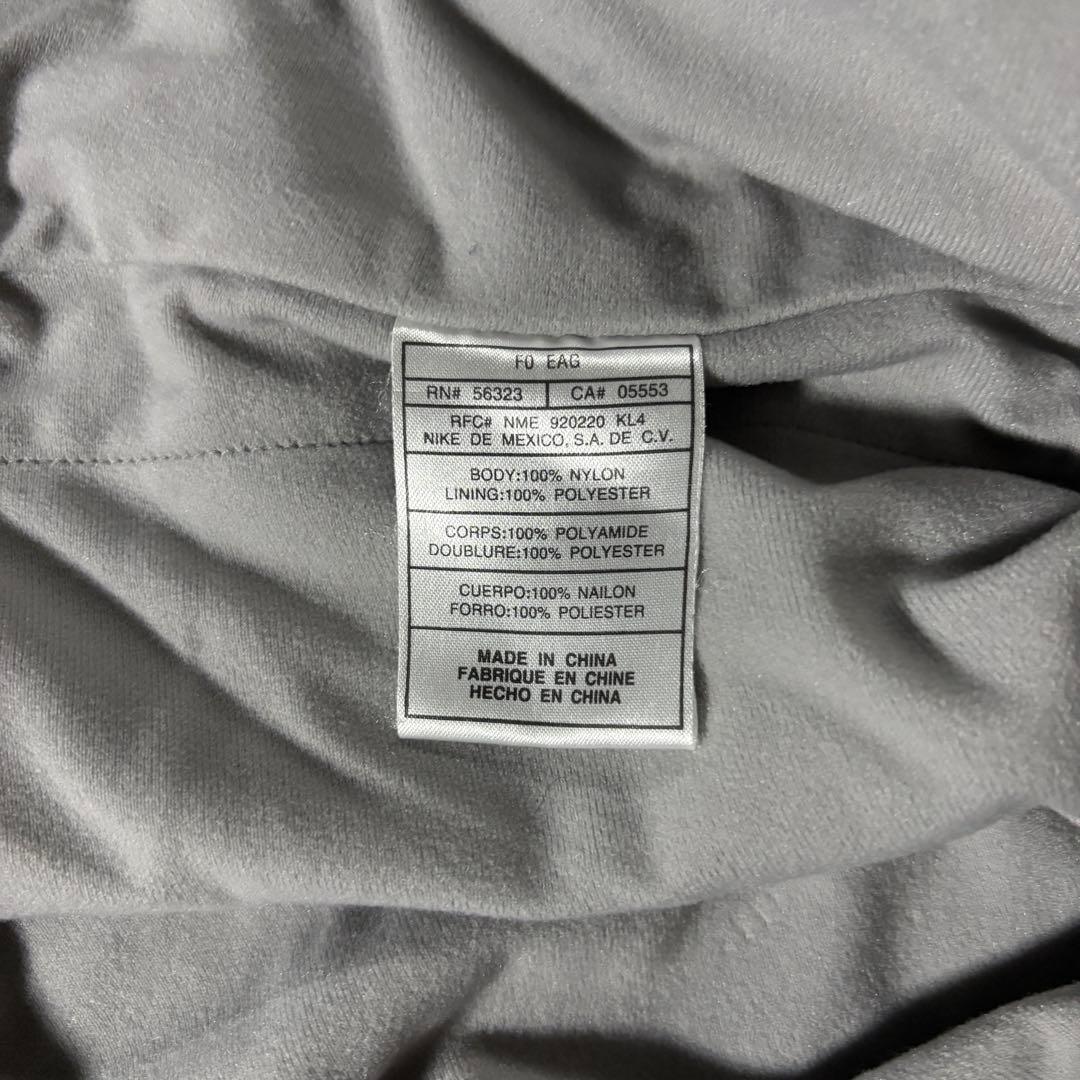 FO EAG
RN# 56323 CA# 05553
RFC# NME 920220 KL4
NIKE DE MEXICO, S.A. DE C.V.
BODY:100% NYLON
LINING:100% POLYESTER
CORPS:100% POLYAMIDE
DOUBLURE:100% POLYESTER
CUERPO:100% NAILON
FORRO:100% POLIESTER
MADE IN CHINA
FABRIQUE EN CHINE
HECHO EN CHINA